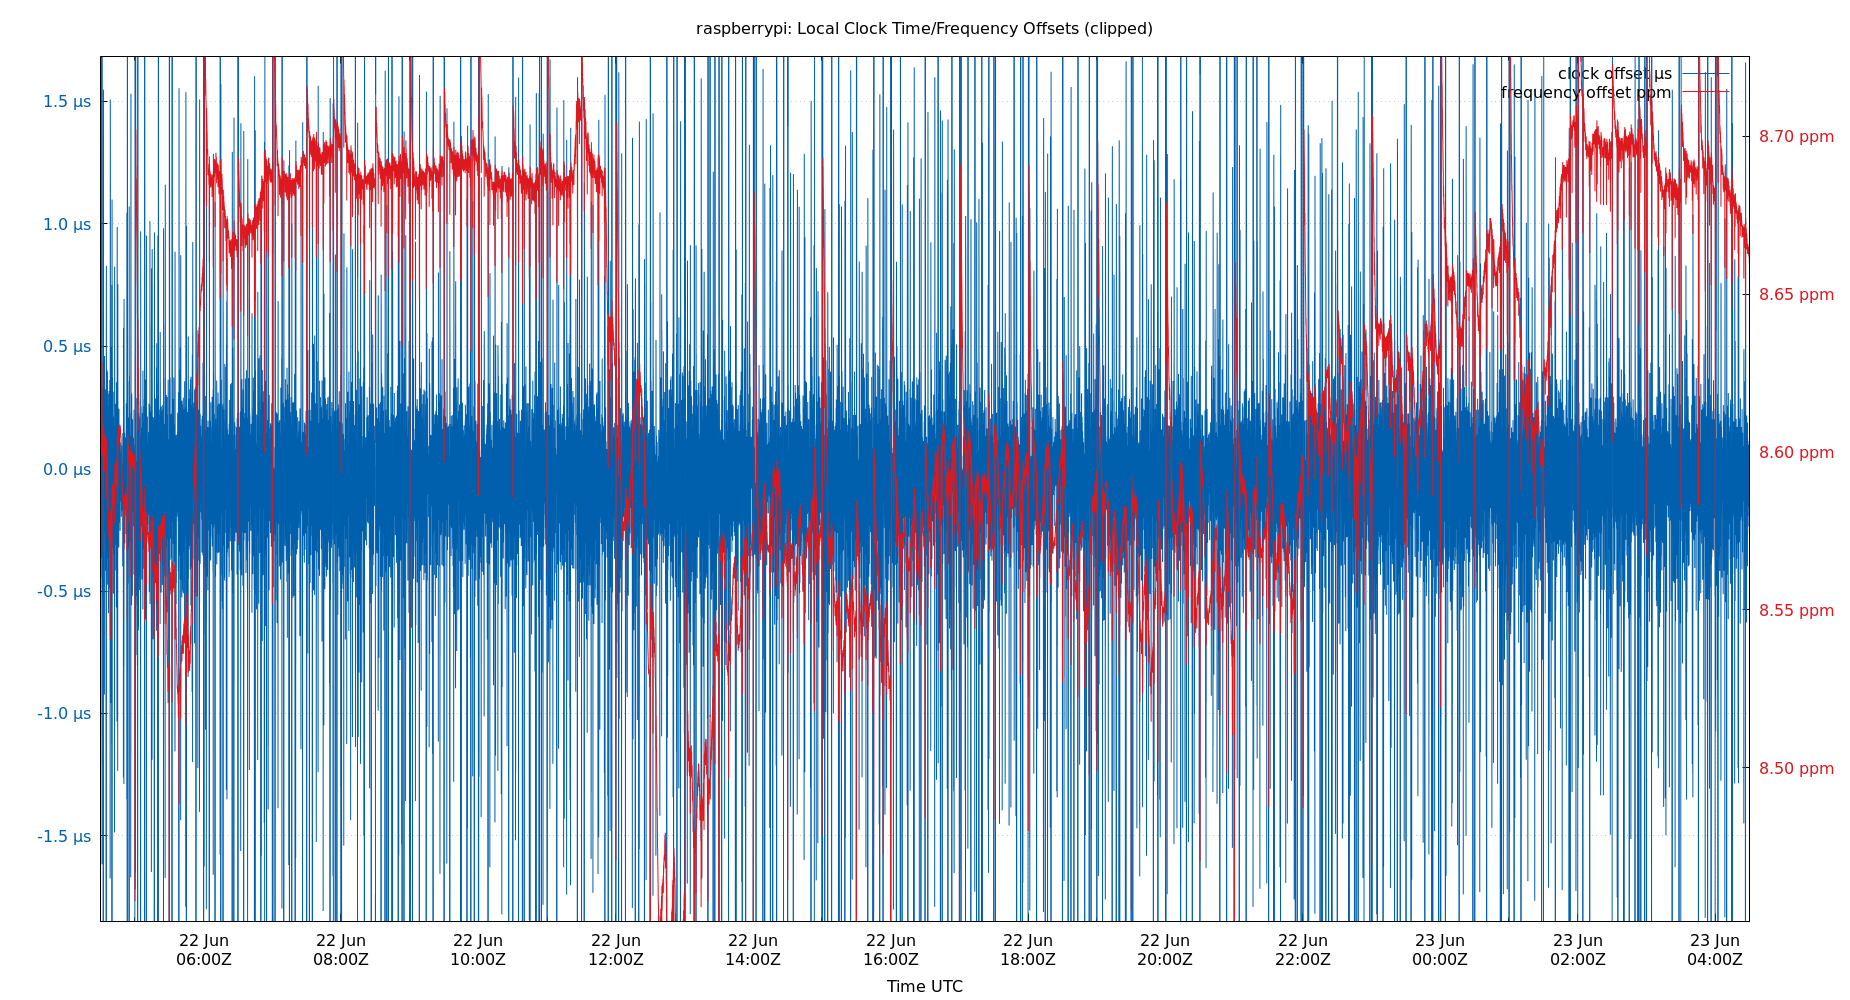 raspberrypi: Local Clock Time/Frequency Offsets (clipped)
clock offset µs
frequency offset ppm
1.5 µs
1.0 µs
0.5 µs
0.0 µs
-0.5 µs
-1.0 µs
-1.5 µs
8.70 ppm
8.65 ppm
8.60 ppm
8.55 ppm
8.50 ppm
22 Jun 22 Jun 22 Jun 22 Jun 22 Jun 22 Jun 22 Jun 22 Jun 22 Jun 23 Jun 23 Jun 23 Jun
06:00Z 08:00Z 10:00Z 12:00Z 14:00Z 16:00Z 18:00Z 20:00Z 22:00Z 00:00Z 02:00Z 04:00Z
Time UTC